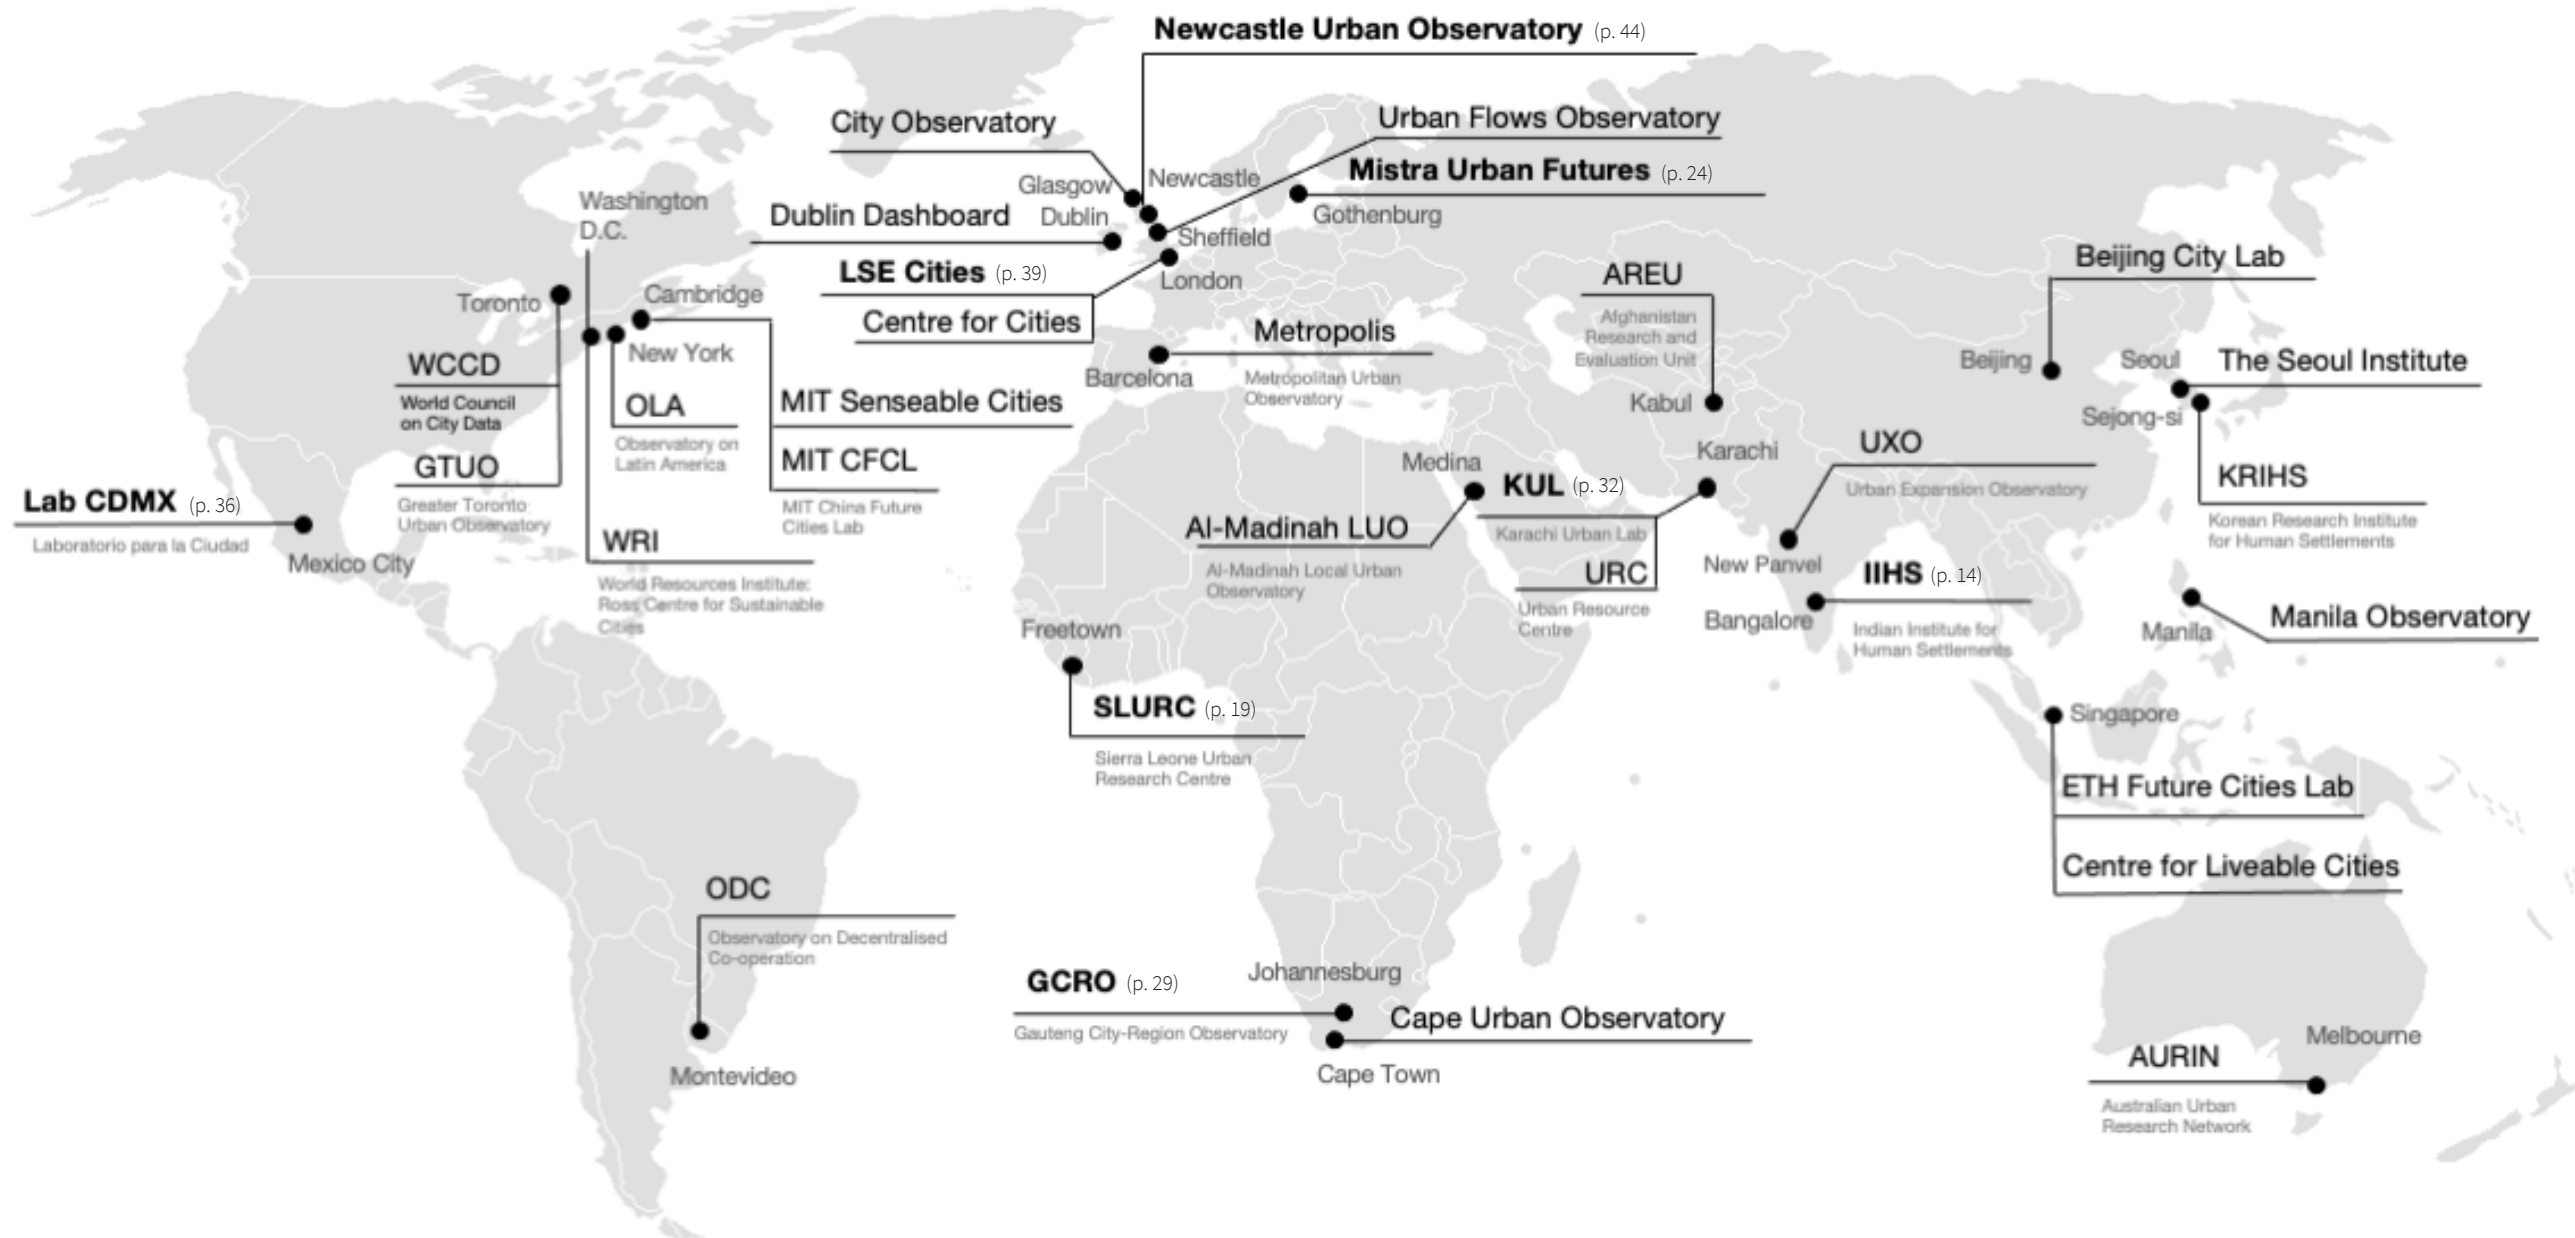 Newcastle Urban Observatory (p. 44)
City Observatory
Urban Flows Observatory
Mistra Urban Futures (p. 24)
Glasgow
Newcastle
Dublin Dashboard
Dublin
Gothenburg
Sheffield
LSE Cities (p. 39)
London
Centre for Cities
Metropolis
Barcelona
Metropolitan Urban
Observatory
Washington
D.C.
Toronto
Cambridge
New York
WCCD
World Council
on City Data
OLA
Observatory on
Latin America
MIT Senseable Cities
MIT CFCL
MIT China Future
Cities Lab
GTUO
Greater Toronto
Urban Observatory
Lab CDMX (p. 36)
Laboratorio para la Ciudad
Mexico City
WRI
World Resources Institute:
Ross Centre for Sustainable
Cities
AREU
Afghanistan
Research and
Evaluation Unit
Kabul
Beijing City Lab
Beijing
Seoul
The Seoul Institute
Sejong-si
KRIHS
Korean Research Institute
for Human Settlements
Karachi
UXO
Urban Expansion Observatory
Medina
KUL (p. 32)
Karachi Urban Lab
Al-Madinah LUO
Al-Madinah Local Urban
Observatory
URC
Urban Resource
Centre
New Panvel
IIHS (p. 14)
Bangalore
Indian Institute for
Human Settlements
Manila
Manila Observatory
Freetown
SLURC (p. 19)
Sierra Leone Urban
Research Centre
Singapore
ETH Future Cities Lab
Centre for Liveable Cities
ODC
Observatory on Decentralised
Co-operation
Montevideo
GCRO (p. 29)
Gauteng City-Region Observatory
Johannesburg
Cape Urban Observatory
Cape Town
Melbourne
AURIN
Australian Urban
Research Network